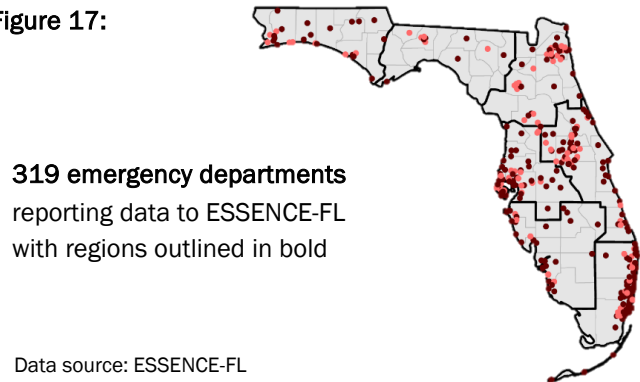 Figure 17:
319 emergency departments
reporting data to ESSENCE-FL
with regions outlined in bold
Data source: ESSENCE-FL